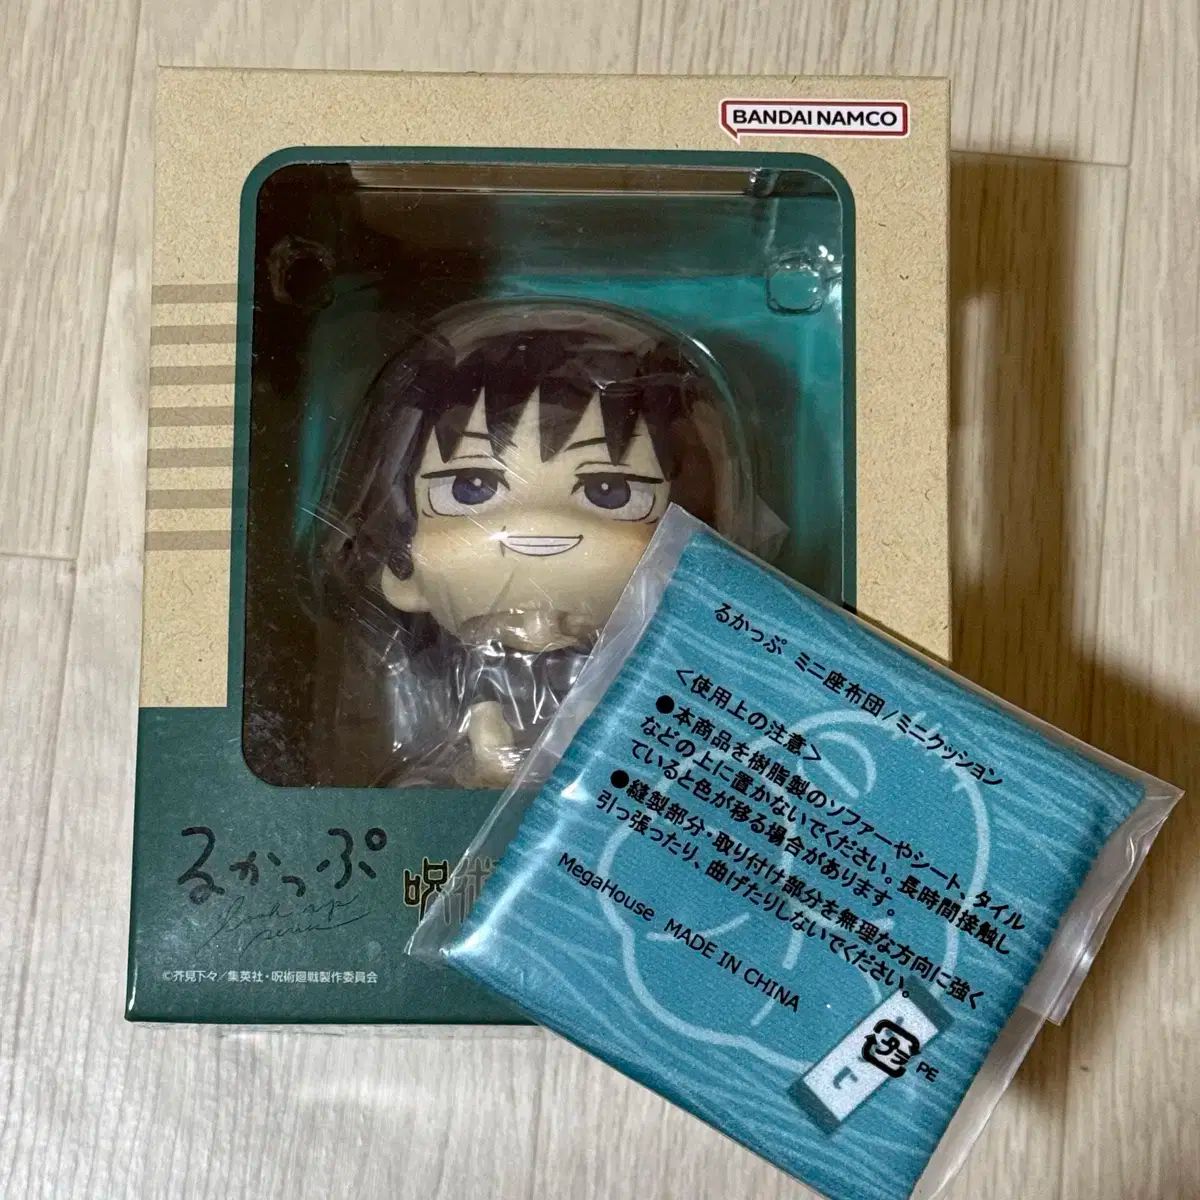 BANDAI NAMCO
るかっぷ
look up
series
呪術
©芥見下々／集英社・呪術廻戦製作委員会
るかっぷ ミニ座布団/ミニクッション
＜使用上の注意＞
●本商品を樹脂製のソファーやシート、タイル
などの上に置かないでください。長時間接触し
ていると色が移る場合があります。
●縫製部分・取り付け部分を無理な方向に強く
引っ張ったり、曲げたりしないでください。
MegaHouse MADE IN CHINA
プラ PE